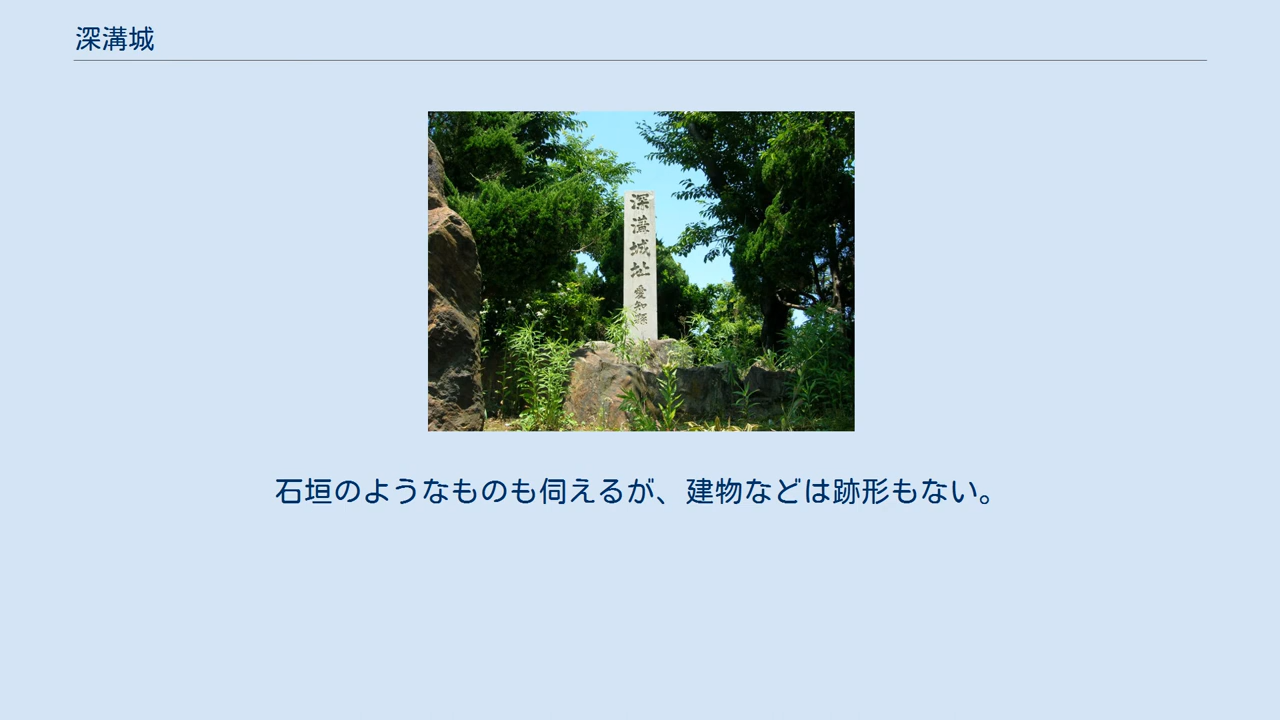 深溝城
深溝城址 愛知縣
石垣のようなものも伺えるが、建物などは跡形もない。